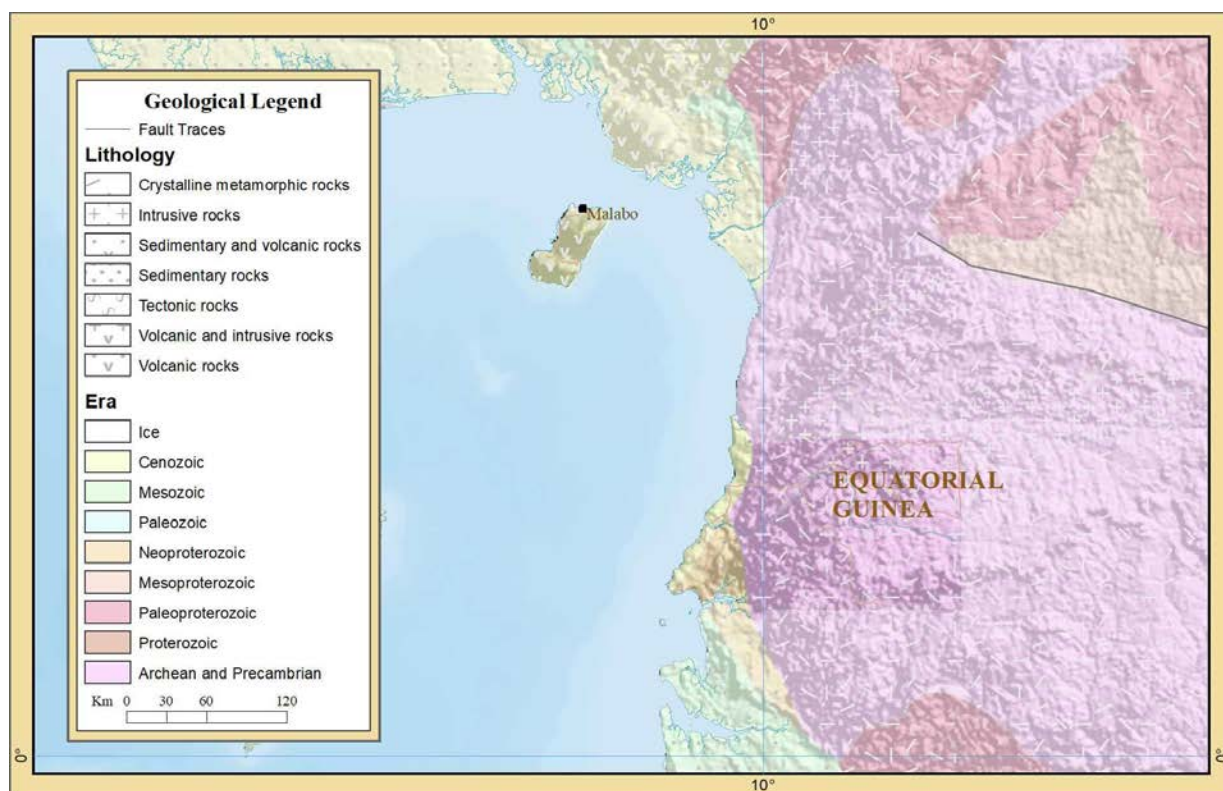 10°
Geological Legend
Fault Traces
Lithology
Crystalline metamorphic rocks
Intrusive rocks
Sedimentary and volcanic rocks
Sedimentary rocks
Tectonic rocks
Volcanic and intrusive rocks
Volcanic rocks
Era
Ice
Cenozoic
Mesozoic
Paleozoic
Neoproterozoic
Mesoproterozoic
Paleoproterozoic
Proterozoic
Archean and Precambrian
Km 0 30 60 120
Malabo
EQUATORIAL
GUINEA
0°
0°
10°